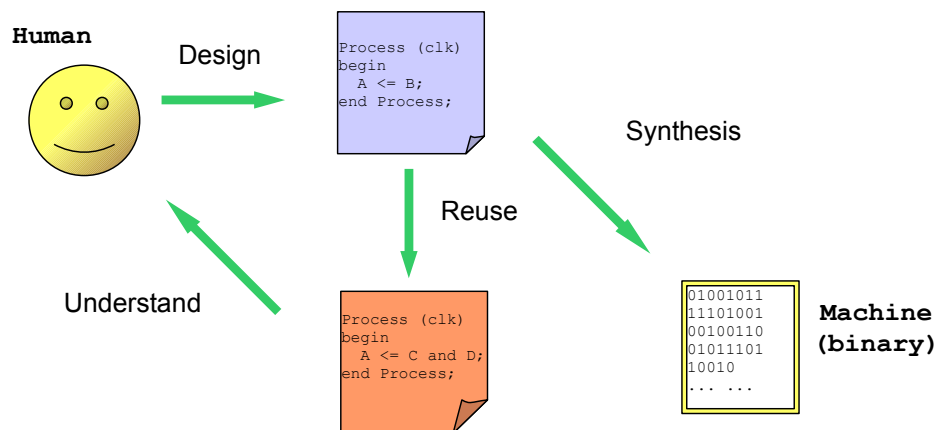 Human
Design
Process (clk)
begin
A <= B;
end Process;
Synthesis
Reuse
Understand
Process (clk)
begin
A <= C and D;
end Process;
01001011
11101001
00100110
01011101
10010
... ...
Machine
(binary)